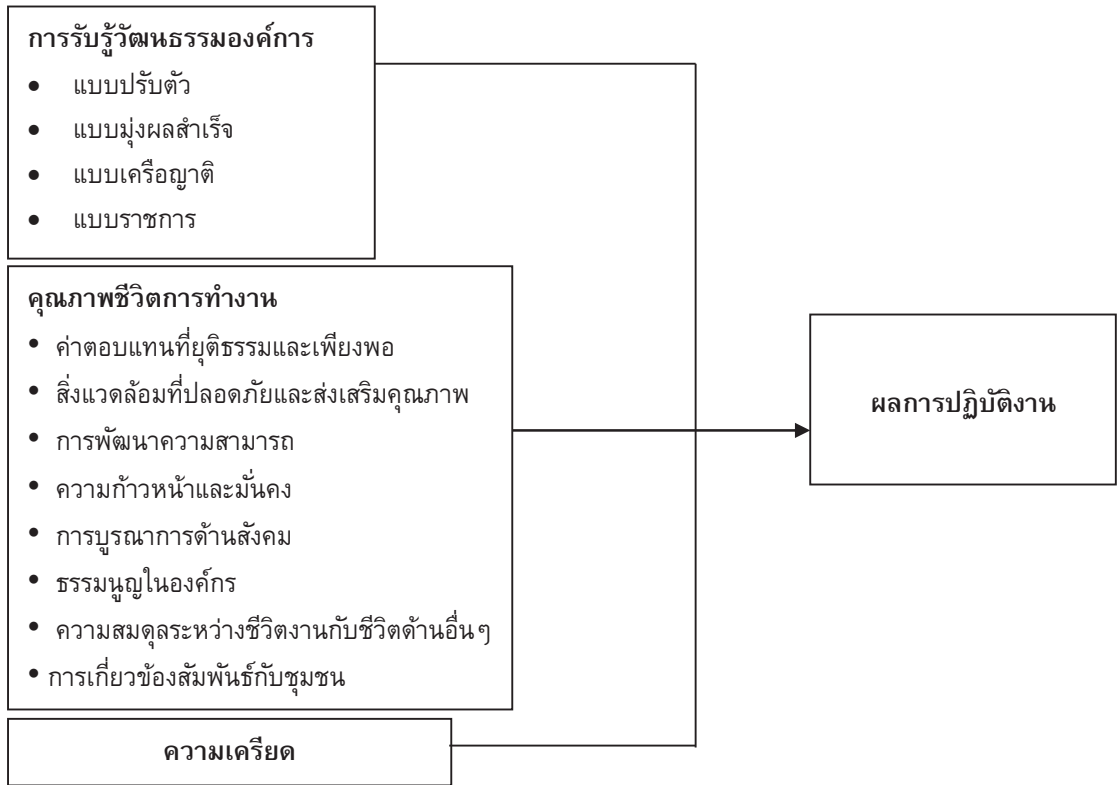 การรับรู้วัฒนธรรมองค์การ
• แบบปรับตัว
• แบบมุ่งผลสำเร็จ
• แบบเครือญาติ
• แบบราชการ
คุณภาพชีวิตการทำงาน
• ค่าตอบแทนที่ยุติธรรมและเพียงพอ
• สิ่งแวดล้อมที่ปลอดภัยและส่งเสริมคุณภาพ
• การพัฒนาความสามารถ
• ความก้าวหน้าและมั่นคง
• การบูรณาการด้านสังคม
• ธรรมนูญในองค์กร
• ความสมดุลระหว่างชีวิตงานกับชีวิตด้านอื่นๆ
• การเกี่ยวข้องสัมพันธ์กับชุมชน
ความเครียด
ผลการปฏิบัติงาน